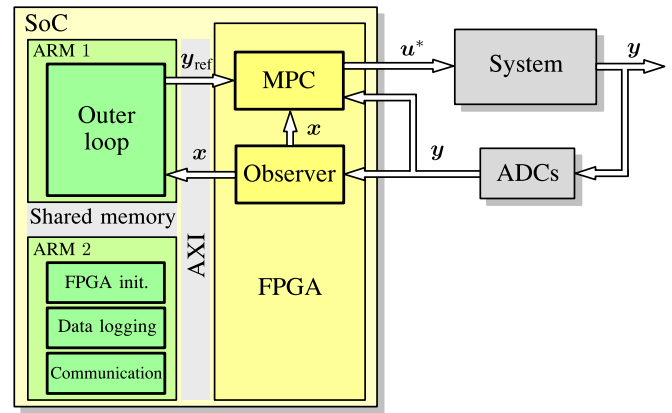 SoC
ARM 1
Outer
loop
y_ref
MPC
u*
System
y
x
x
Observer
y
ADCs
Shared memory
AXI
ARM 2
FPGA init.
Data logging
Communication
FPGA